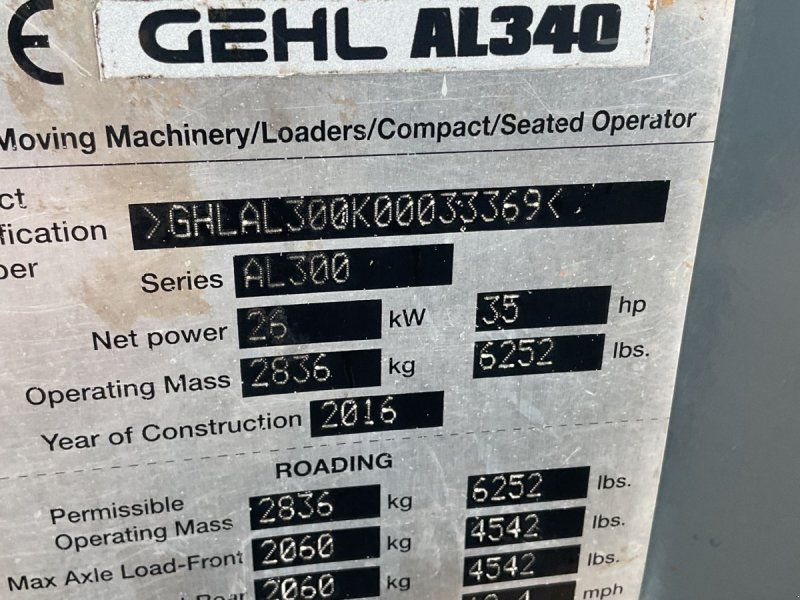 CE GEHL AL340
Moving Machinery/Loaders/Compact/Seated Operator
>GHLAL300K00033369<
Series AL300
Net power 26 kW 35 hp
Operating Mass 2836 kg 6252 lbs.
Year of Construction 2016
ROADING
Permissible
Operating Mass 2836 kg 6252 lbs.
Max Axle Load-Front 2060 kg 4542 lbs.
2060 kg 4542 lbs.
mph